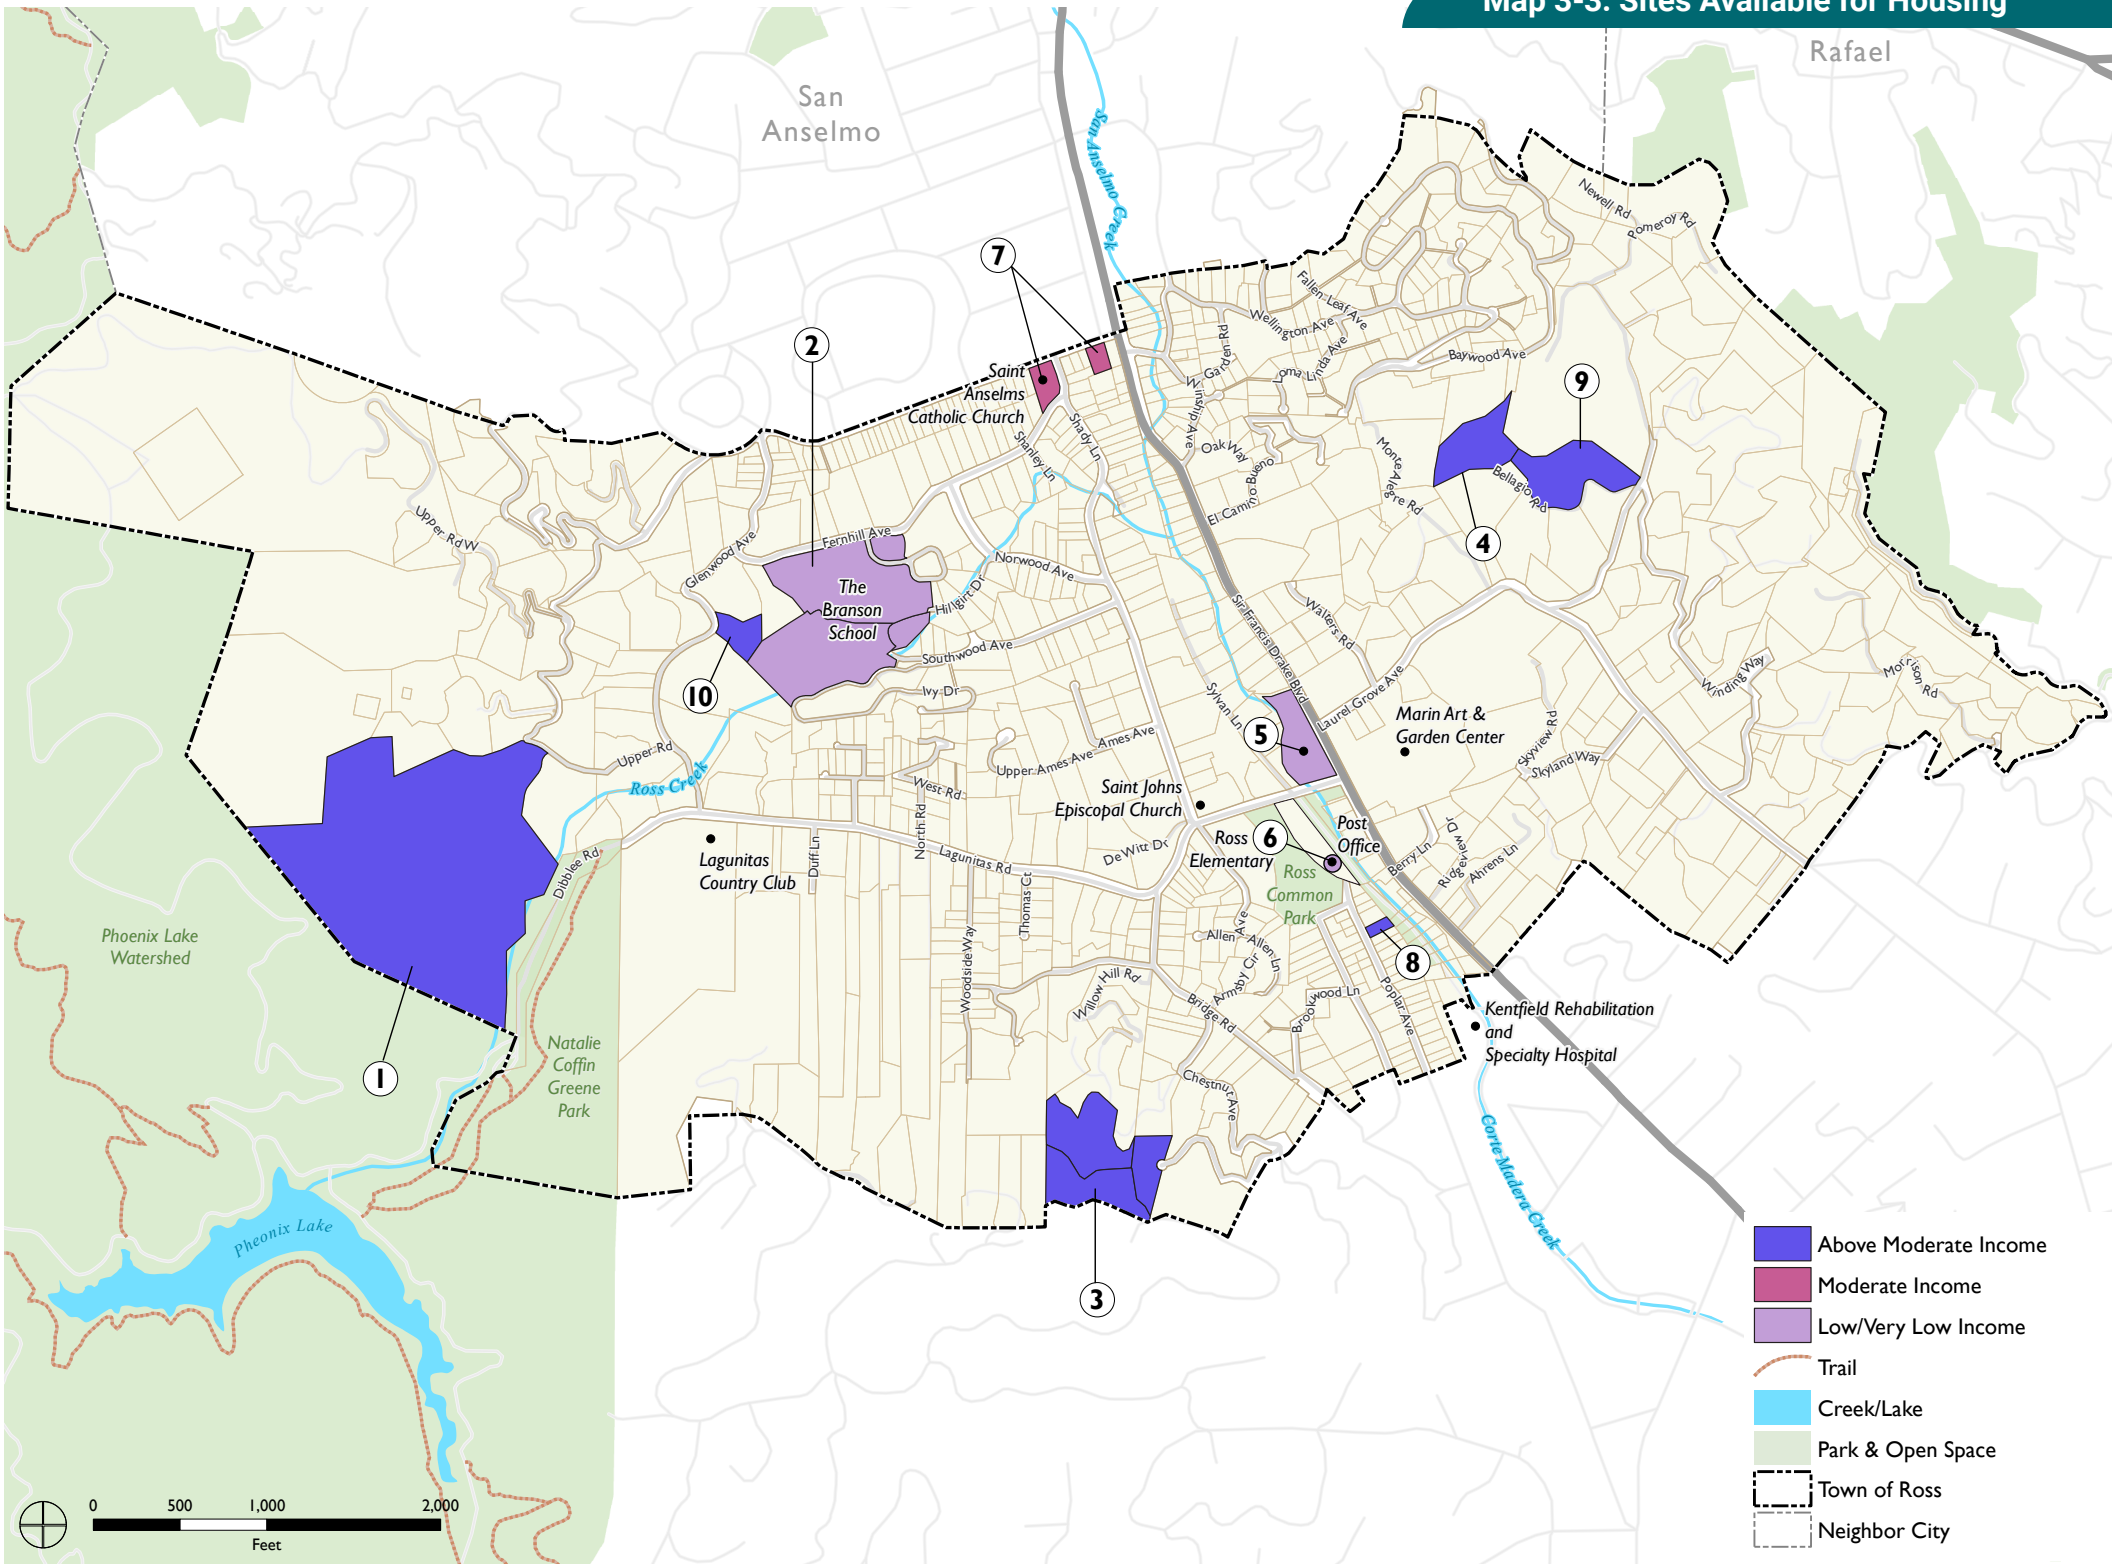 Map 3-3: Sites Available for Housing
Rafael
San
Anselmo
San Anselmo Creek
Newell Rd
Pomeroy Rd
7
Fallen Leaf Ave
Wellington Ave
2
Garden Rd
Loma Linda Ave
Baywood Ave
Saint
Anselms
Catholic Church
Winship Ave
9
Shady Ln
Shanley Ln
Oak Way
El Camino Bueno
Monte Alegre Rd
Bellagio Rd
4
Upper Rd W
Glenwood Ave
Fernhill Ave
Norwood Ave
The
Branson
School
Hillgirt Dr
Sir Francis Drake Blvd
Walters Rd
Southwood Ave
10
Ivy Dr
Sylvan Ln
Laurel Grove Ave
Winding Way
Morrison Rd
5
Marin Art &
Garden Center
Skyview Rd
Skyland Way
Upper Rd
Ames Ave
Upper Ames Ave
Ross Creek
West Rd
Saint Johns
Episcopal Church
North Rd
Post
Office
6
Ross
Elementary
De Witt Dr
Lagunitas
Country Club
Duff Ln
Lagunitas Rd
Dibblee Rd
Thomas Ct
Berry Ln
Ridgeview Dr
Ahrens Ln
Ross
Common
Park
Phoenix Lake
Watershed
Woodside Way
Allen Ave
Allen Ln
8
Willow Hill Rd
Armsby Cir
Bridge Rd
Brookwood Ln
Poplar Ave
Kentfield Rehabilitation
and
Specialty Hospital
Natalie
Coffin
Greene
Park
1
Chestnut Ave
Corte Madera Creek
Pheonix Lake
3
Above Moderate Income
Moderate Income
Low/Very Low Income
Trail
Creek/Lake
Park & Open Space
Town of Ross
Neighbor City
0 500 1,000 2,000
Feet